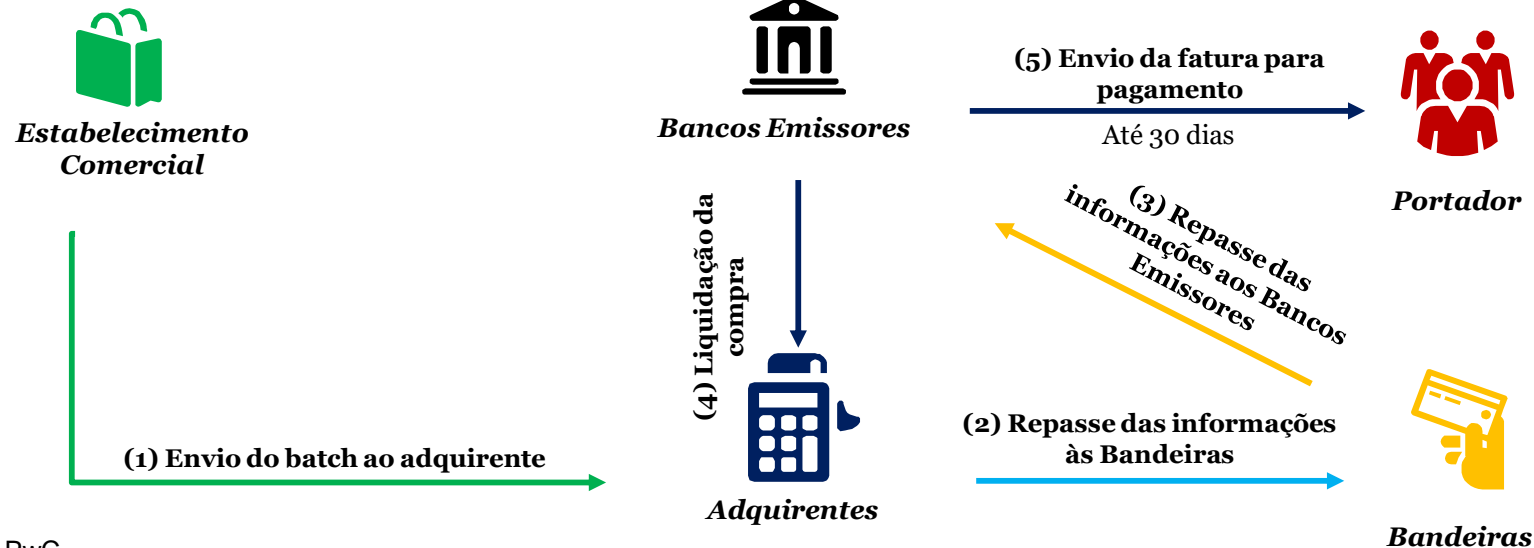 Estabelecimento
Comercial
Bancos Emissores
(5) Envio da fatura para
pagamento
Até 30 dias
Portador
(3) Repasse das
informações aos Bancos
Emissores
(4) Liquidação da
compra
(1) Envio do batch ao adquirente
Adquirentes
(2) Repasse das informações
às Bandeiras
Bandeiras
PwC